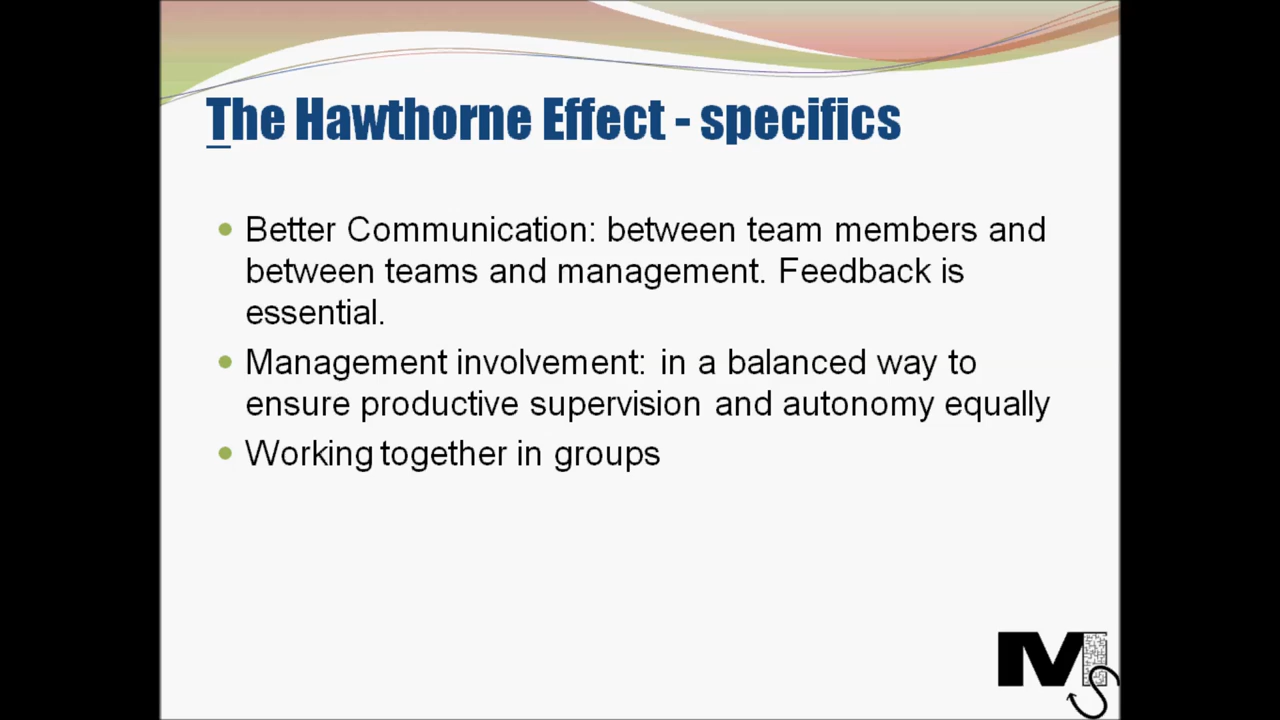 The Hawthorne Effect - specifics
Better Communication: between team members and
between teams and management. Feedback is
essential.
Management involvement: in a balanced way to
ensure productive supervision and autonomy equally
Working together in groups
MS